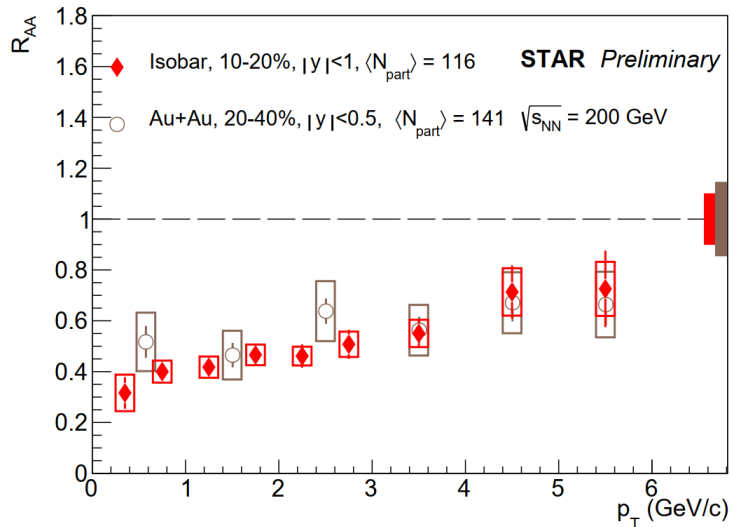 R_AA
1.8
1.6
1.4
1.2
1
0.8
0.6
0.4
0.2
0
Isobar, 10-20%, |y|<1, ⟨N_part⟩ = 116
STAR Preliminary
Au+Au, 20-40%, |y|<0.5, ⟨N_part⟩ = 141
√s_NN = 200 GeV
0 1 2 3 4 5 6
p_T (GeV/c)